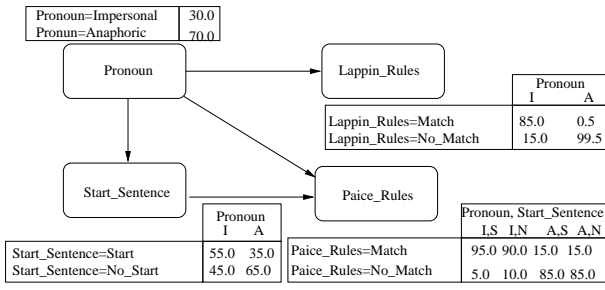 Pronoun=Impersonal 30.0
Pronun=Anaphoric 70.0
Pronoun
Lappin_Rules
Pronoun
I A
Lappin_Rules=Match 85.0 0.5
Lappin_Rules=No_Match 15.0 99.5
Start_Sentence
Paice_Rules
Pronoun
I A
Start_Sentence=Start 55.0 35.0
Start_Sentence=No_Start 45.0 65.0
Pronoun, Start_Sentence
I,S I,N A,S A,N
Paice_Rules=Match 95.0 90.0 15.0 15.0
Paice_Rules=No_Match 5.0 10.0 85.0 85.0